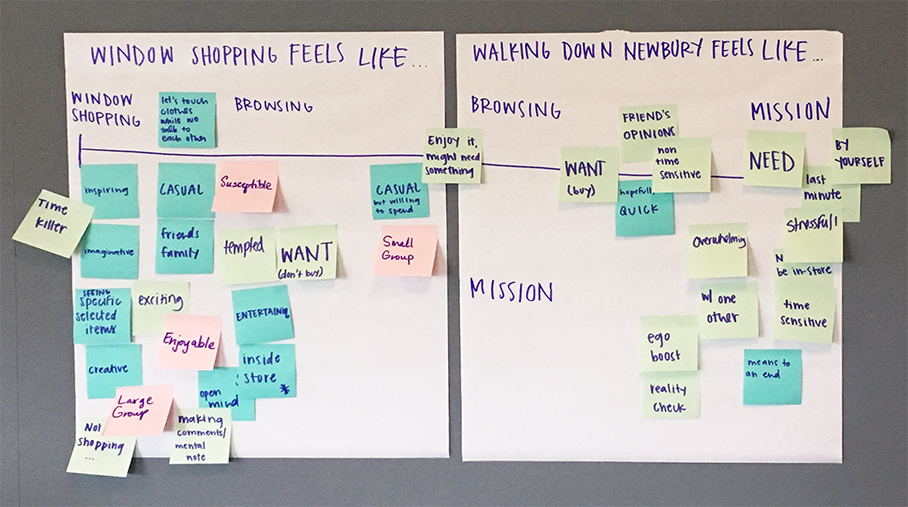 WINDOW SHOPPING FEELS LIKE...
WINDOW
SHOPPING
let's touch
clothes
while we
talk to
each other
BROWSING
Enjoy it,
might need
something
inspiring
CASUAL
Susceptible
CASUAL
but willing
to spend
Time
Killer
imaginative
friends
family
tempted
WANT
(don't buy)
Small
Group
SEEING
specific
selected
items
exciting
ENTERTAINING
Enjoyable
creative
inside
store
open
mind
Large
Group
Not
shopping
...
making
comments/
mental
note
WALKING DOWN NEWBURY FEELS LIKE...
BROWSING
FRIEND'S
OPINIONS
MISSION
WANT
(buy)
non
time
sensitive
NEED
BY
YOURSELF
hopefully
QUICK
last
minute
Overwhelming
Stressful
be in-store
MISSION
w/ one
other
time
sensitive
ego
boost
means to
an end
reality
check